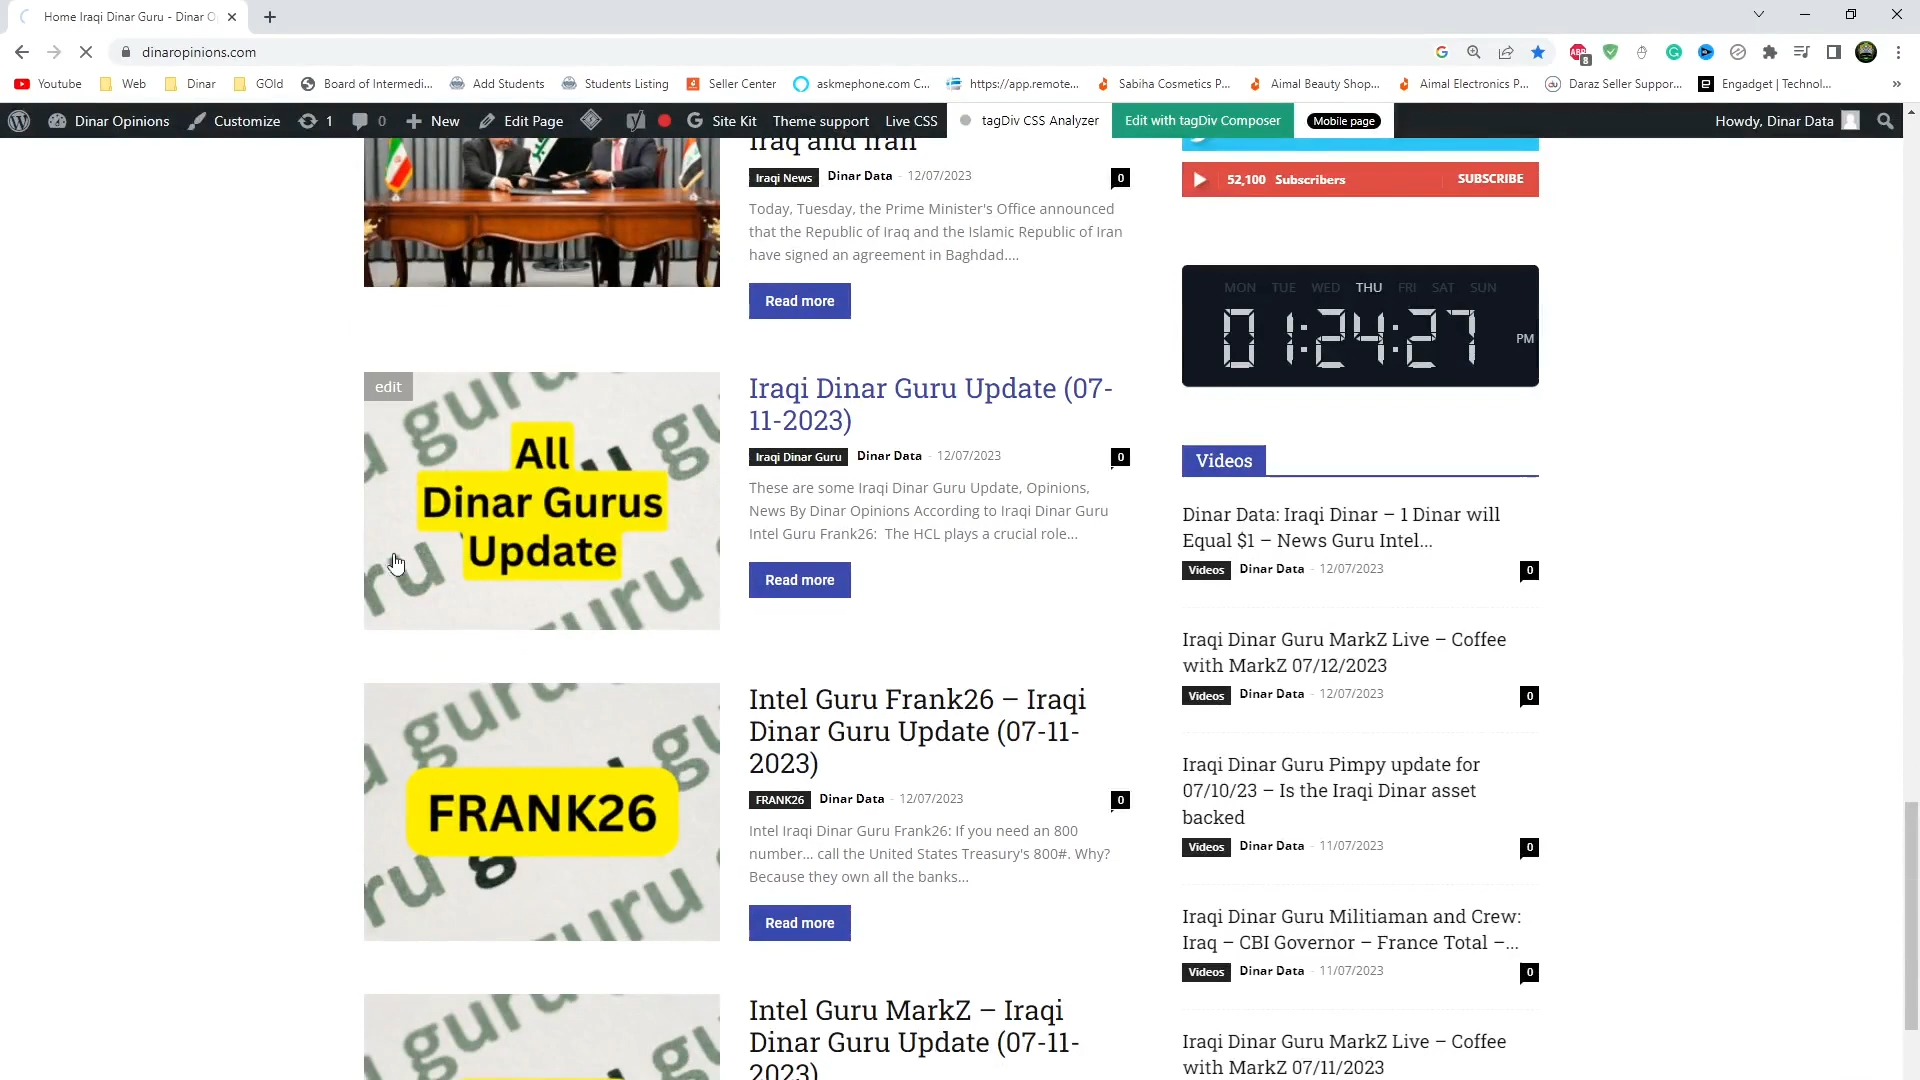 Home Iraqi Dinar Guru - Dinar O
dinaropinions.com
Youtube
Web
Dinar
GOld
Board of Intermedi...
Add Students
Students Listing
Seller Center
askmephone.com C...
https://app.remote...
Sabiha Cosmetics P...
Aimal Beauty Shop...
Aimal Electronics P...
Daraz Seller Suppor...
Engadget | Technol...
Dinar Opinions
Customize
1
0
New
Edit Page
Site Kit
Theme support
Live CSS
tagDiv CSS Analyzer
Edit with tagDiv Composer
Mobile page
Howdy, Dinar Data
Iraq and Iran
Iraqi News Dinar Data - 12/07/2023 0
Today, Tuesday, the Prime Minister's Office announced
that the Republic of Iraq and the Islamic Republic of Iran
have signed an agreement in Baghdad....
Read more
edit
All
Dinar Gurus
Update
guru
Iraqi Dinar Guru Update (07-
11-2023)
Iraqi Dinar Guru Dinar Data - 12/07/2023 0
These are some Iraqi Dinar Guru Update, Opinions,
News By Dinar Opinions According to Iraqi Dinar Guru
Intel Guru Frank26: The HCL plays a crucial role...
Read more
FRANK26
guru
Intel Guru Frank26 – Iraqi
Dinar Guru Update (07-11-
2023)
FRANK26 Dinar Data - 12/07/2023 0
Intel Iraqi Dinar Guru Frank26: If you need an 800
number... call the United States Treasury's 800#. Why?
Because they own all the banks...
Read more
guru
Intel Guru MarkZ – Iraqi
Dinar Guru Update (07-11-
2023)
52,100 Subscribers SUBSCRIBE
MON TUE WED THU FRI SAT SUN
01:24:27 PM
Videos
Dinar Data: Iraqi Dinar – 1 Dinar will
Equal $1 – News Guru Intel...
Videos Dinar Data - 12/07/2023 0
Iraqi Dinar Guru MarkZ Live – Coffee
with MarkZ 07/12/2023
Videos Dinar Data - 12/07/2023 0
Iraqi Dinar Guru Pimpy update for
07/10/23 – Is the Iraqi Dinar asset
backed
Videos Dinar Data - 11/07/2023 0
Iraqi Dinar Guru Militiaman and Crew:
Iraq – CBI Governor – France Total –...
Videos Dinar Data - 11/07/2023 0
Iraqi Dinar Guru MarkZ Live – Coffee
with MarkZ 07/11/2023